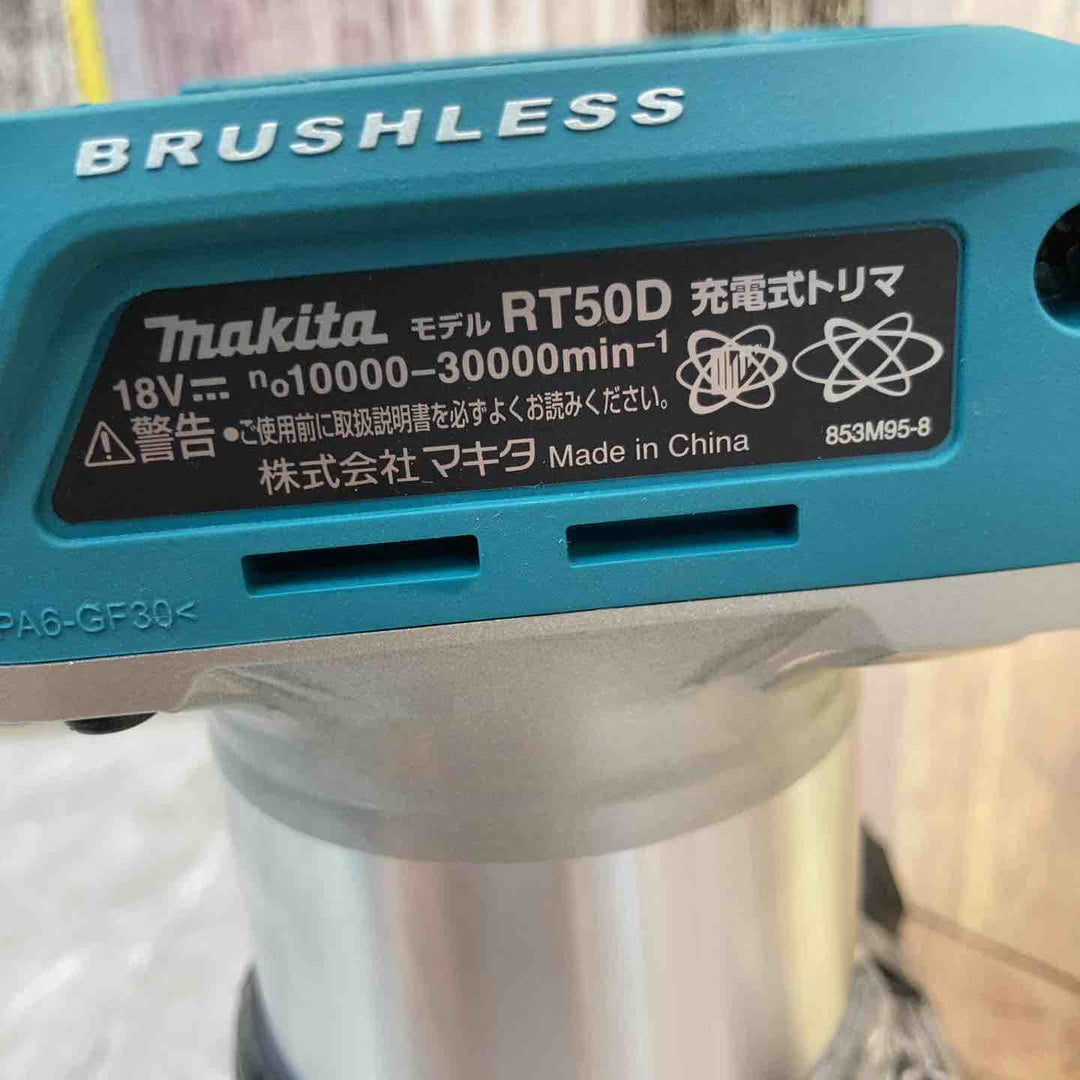 BRUSHLESS
makita モデル RT50D 充電式トリマ
18V⎓ no10000-30000min-1
⚠警告 •ご使用前に取扱説明書を必ずよくお読みください。
株式会社マキタ Made in China 853M95-8
PA6-GF30<